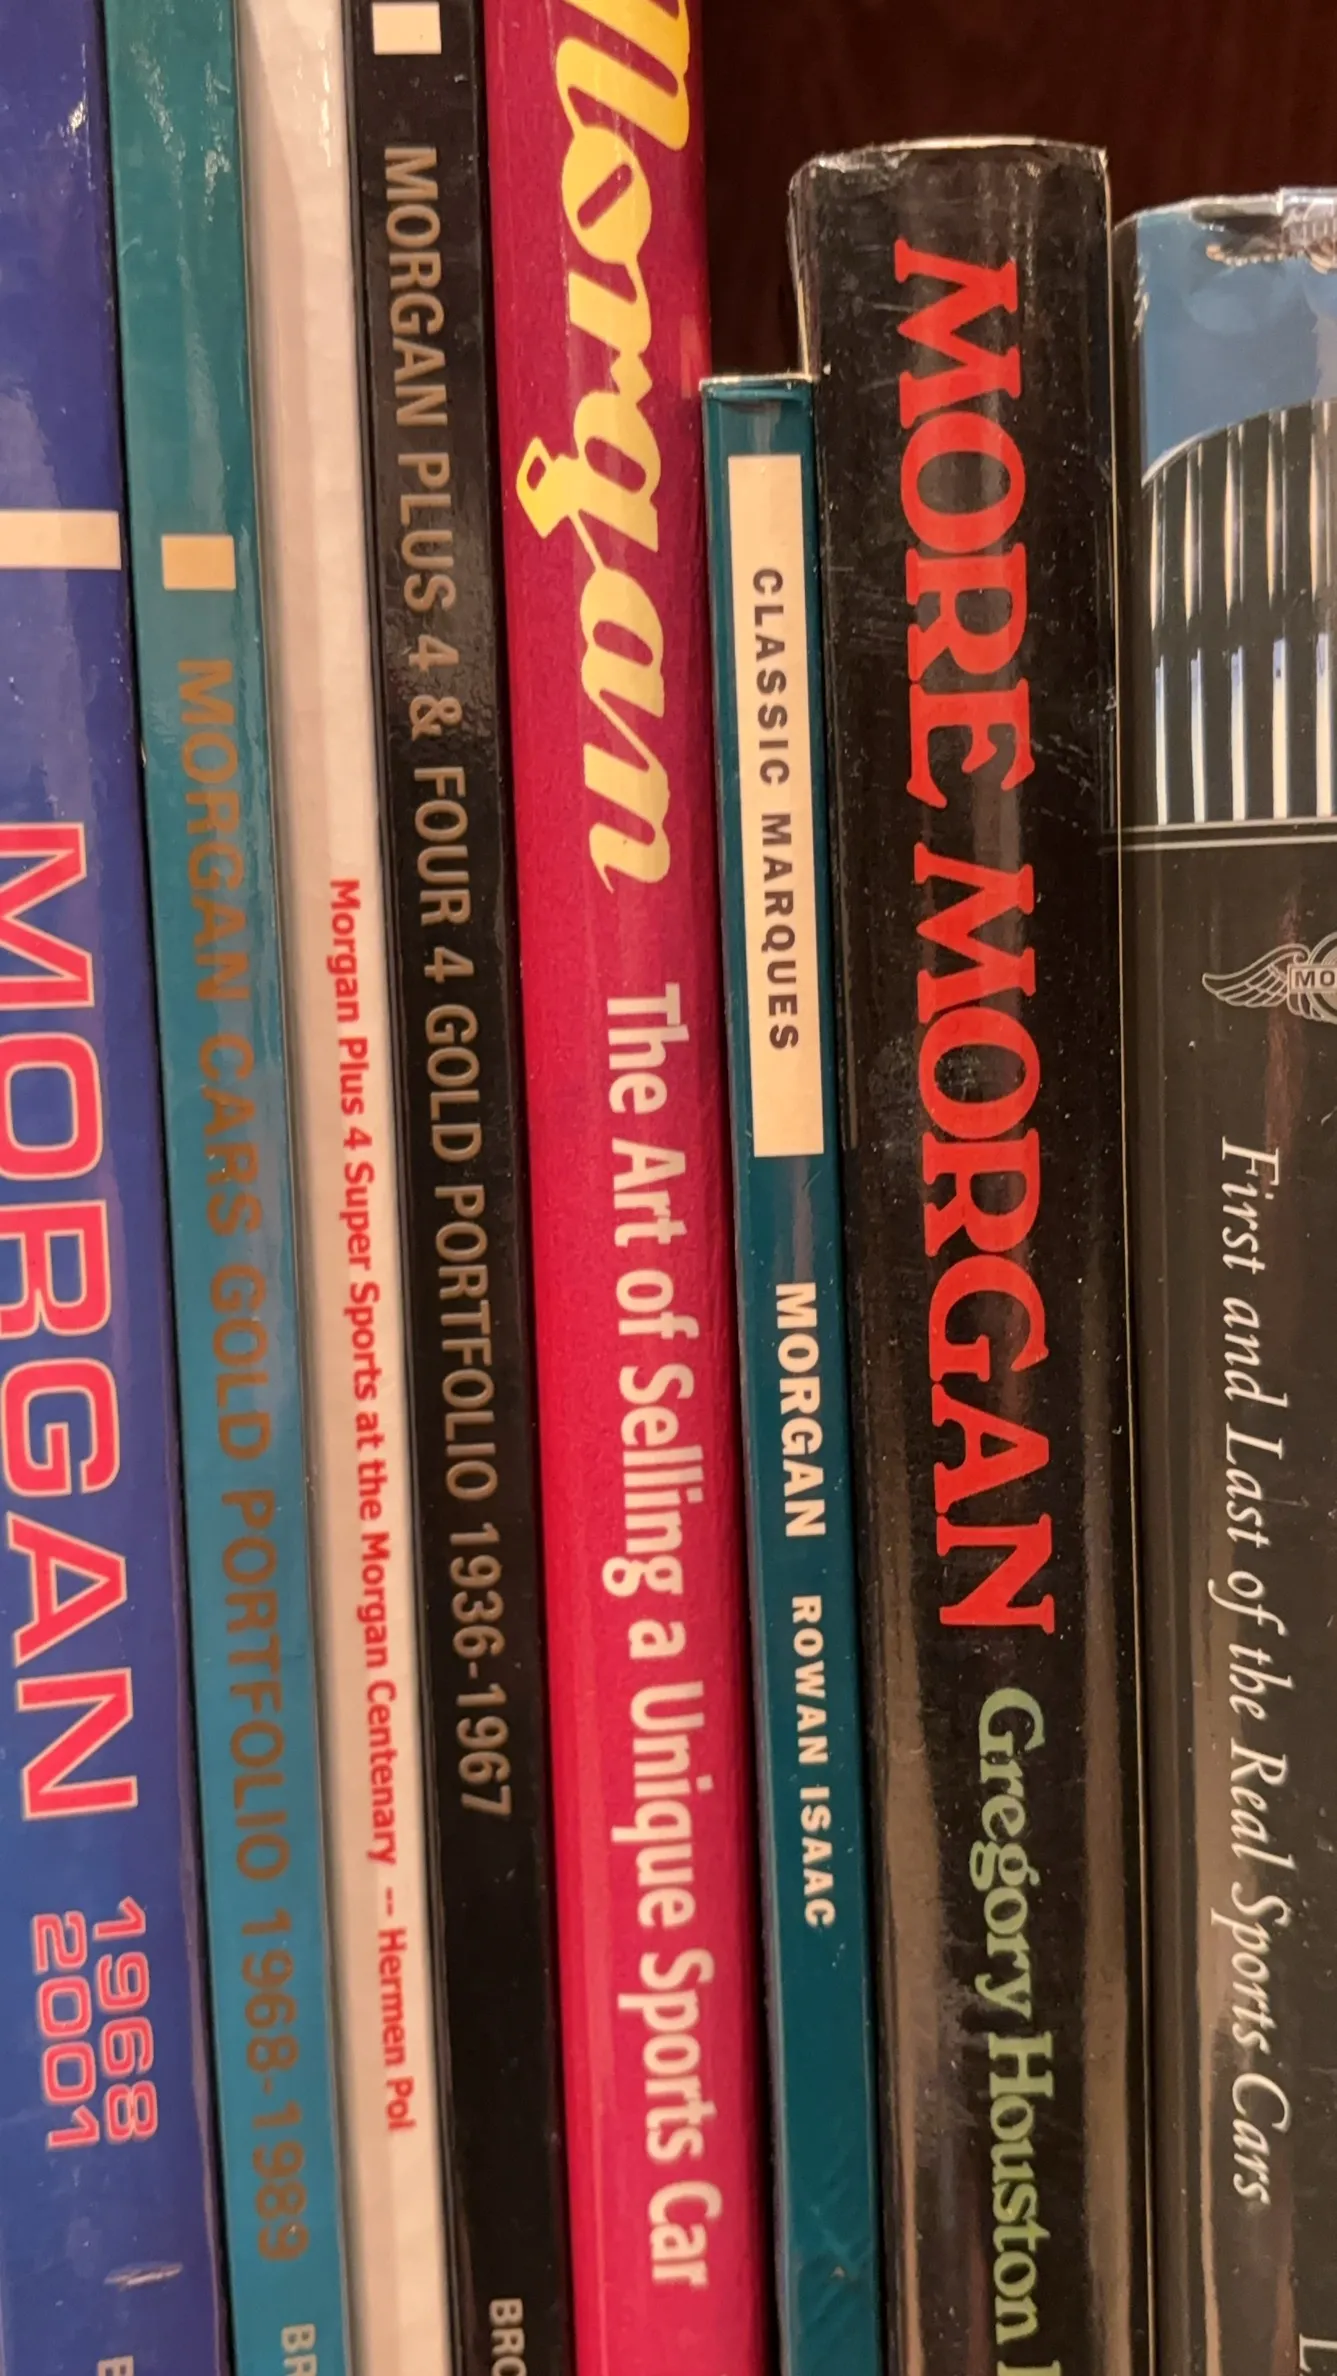 MORGAN 1968
2001
MORGAN CARS GOLD PORTFOLIO 1968-1989 BR
Morgan Plus 4 Super Sports at the Morgan Centenary -- Hermen Pol
MORGAN PLUS 4 & FOUR 4 GOLD PORTFOLIO 1936-1967 BRO
Morgan The Art of Selling a Unique Sports Car
CLASSIC MARQUES MORGAN ROWAN ISAAC
MORE MORGAN Gregory Houston
MO
First and Last of the Real Sports Cars